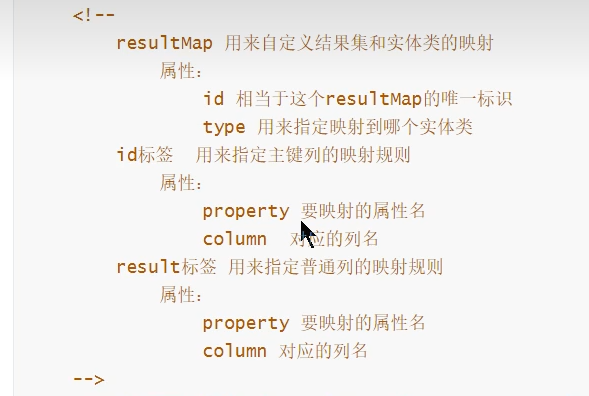 <!--
resultMap 用来自定义结果集和实体类的映射
属性:
id 相当于这个resultMap的唯一标识
type 用来指定映射到哪个实体类
id标签 用来指定主键列的映射规则
属性:
property 要映射的属性名
column 对应的列名
result标签 用来指定普通列的映射规则
属性:
property 要映射的属性名
column 对应的列名
-->